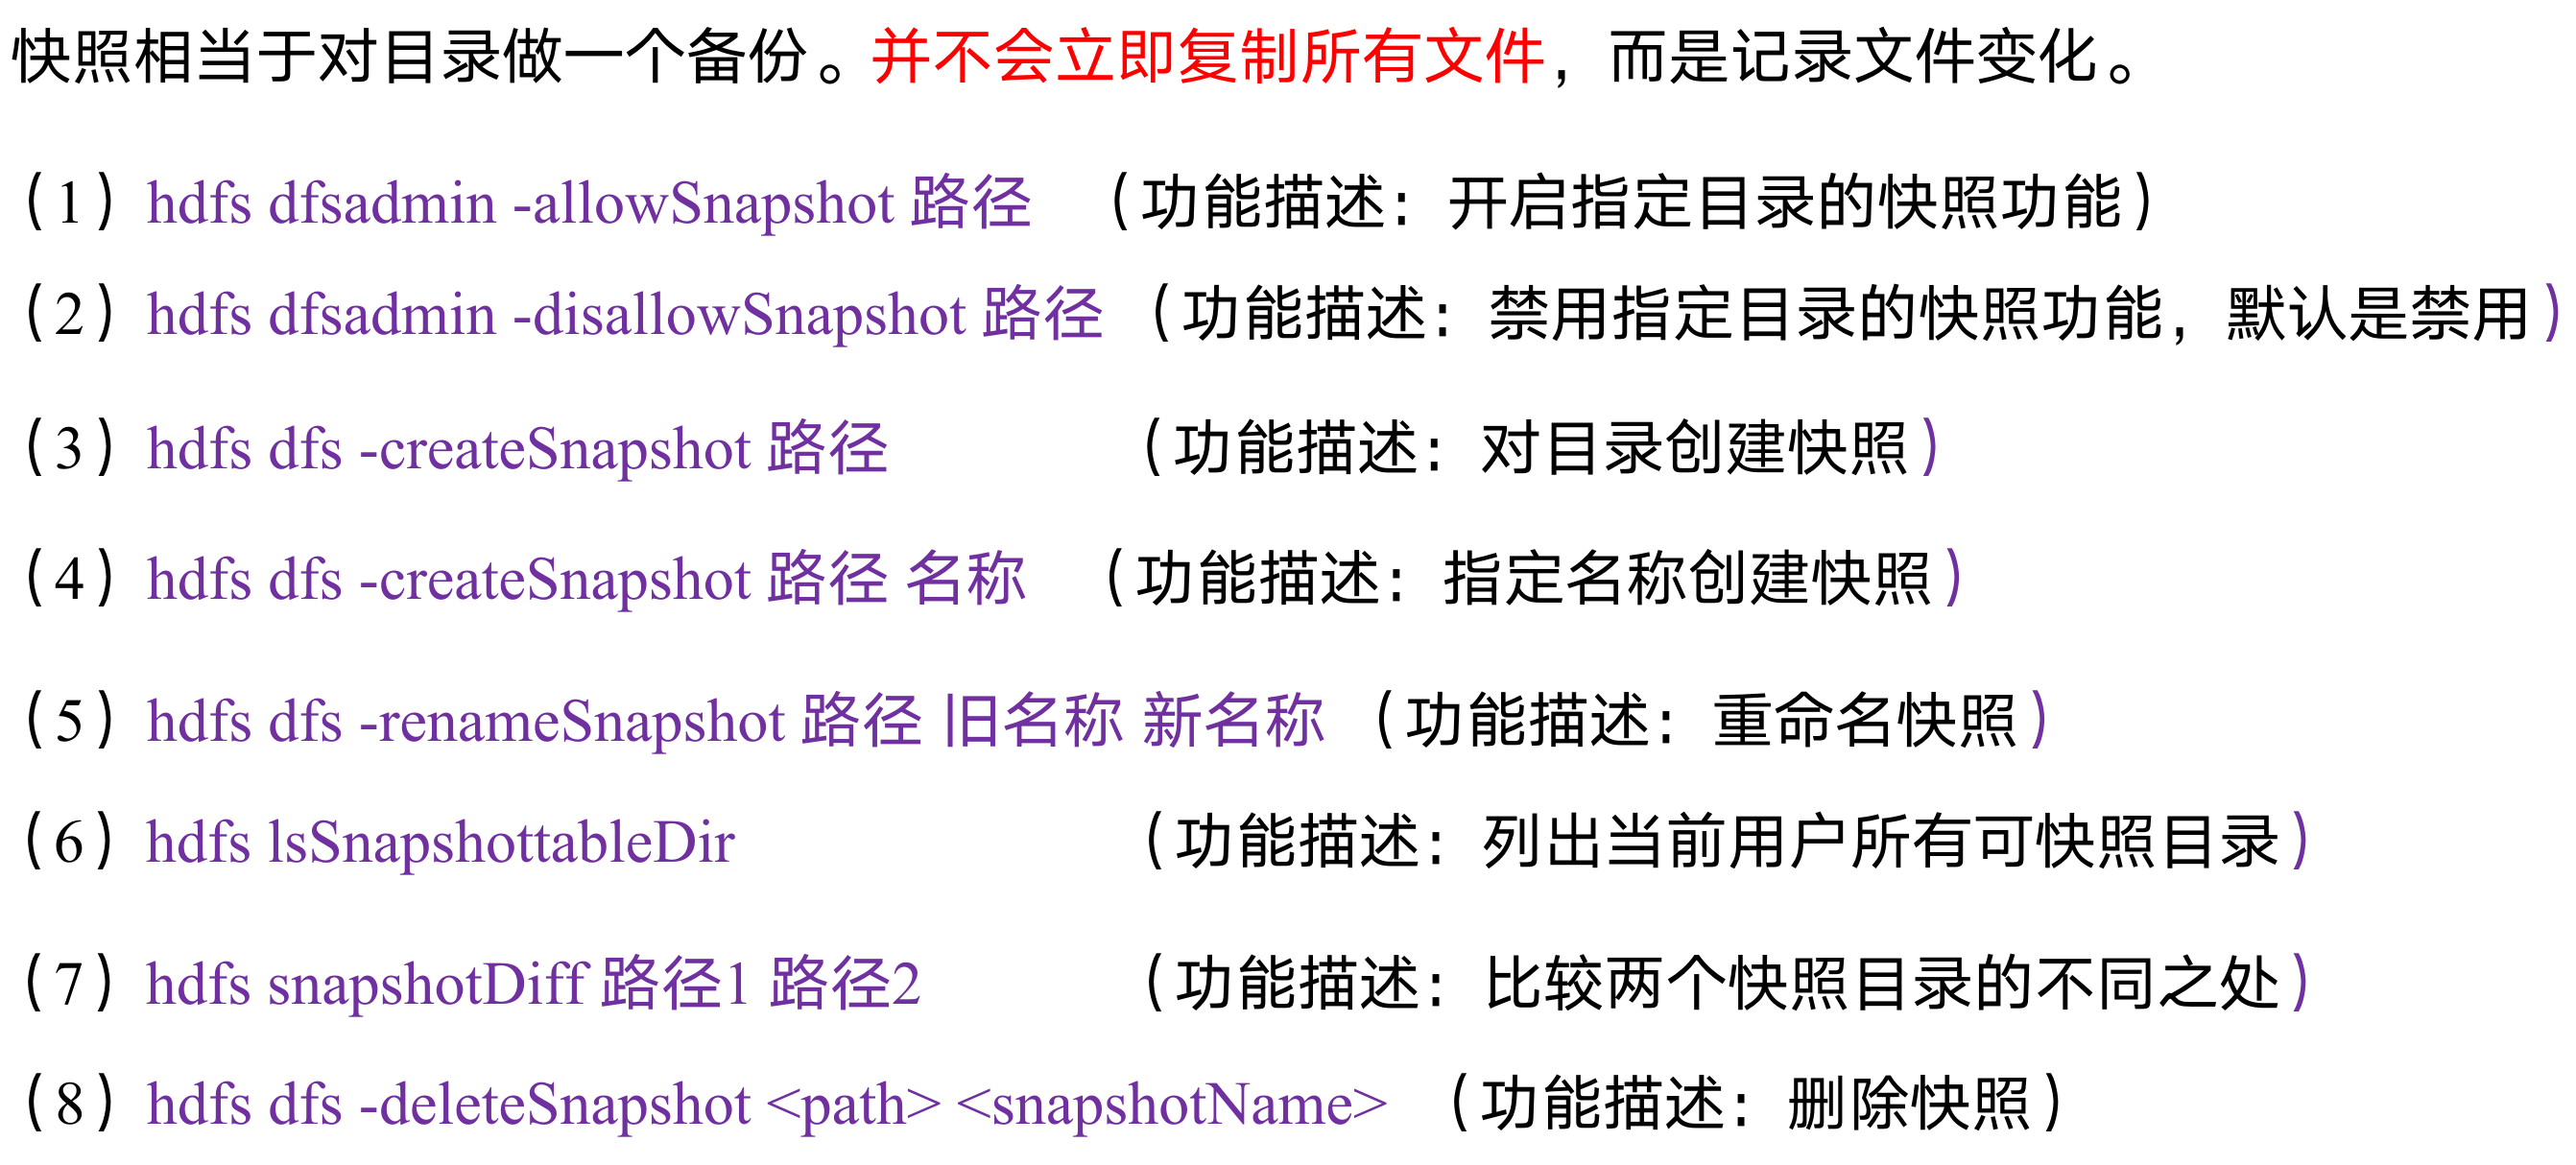 快照相当于对目录做一个备份。并不会立即复制所有文件，而是记录文件变化。
（1）hdfs dfsadmin -allowSnapshot 路径 （功能描述：开启指定目录的快照功能）
（2）hdfs dfsadmin -disallowSnapshot 路径 （功能描述：禁用指定目录的快照功能，默认是禁用）
（3）hdfs dfs -createSnapshot 路径 （功能描述：对目录创建快照）
（4）hdfs dfs -createSnapshot 路径 名称 （功能描述：指定名称创建快照）
（5）hdfs dfs -renameSnapshot 路径 旧名称 新名称 （功能描述：重命名快照）
（6）hdfs lsSnapshottableDir （功能描述：列出当前用户所有可快照目录）
（7）hdfs snapshotDiff 路径1 路径2 （功能描述：比较两个快照目录的不同之处）
（8）hdfs dfs -deleteSnapshot <path> <snapshotName> （功能描述：删除快照）